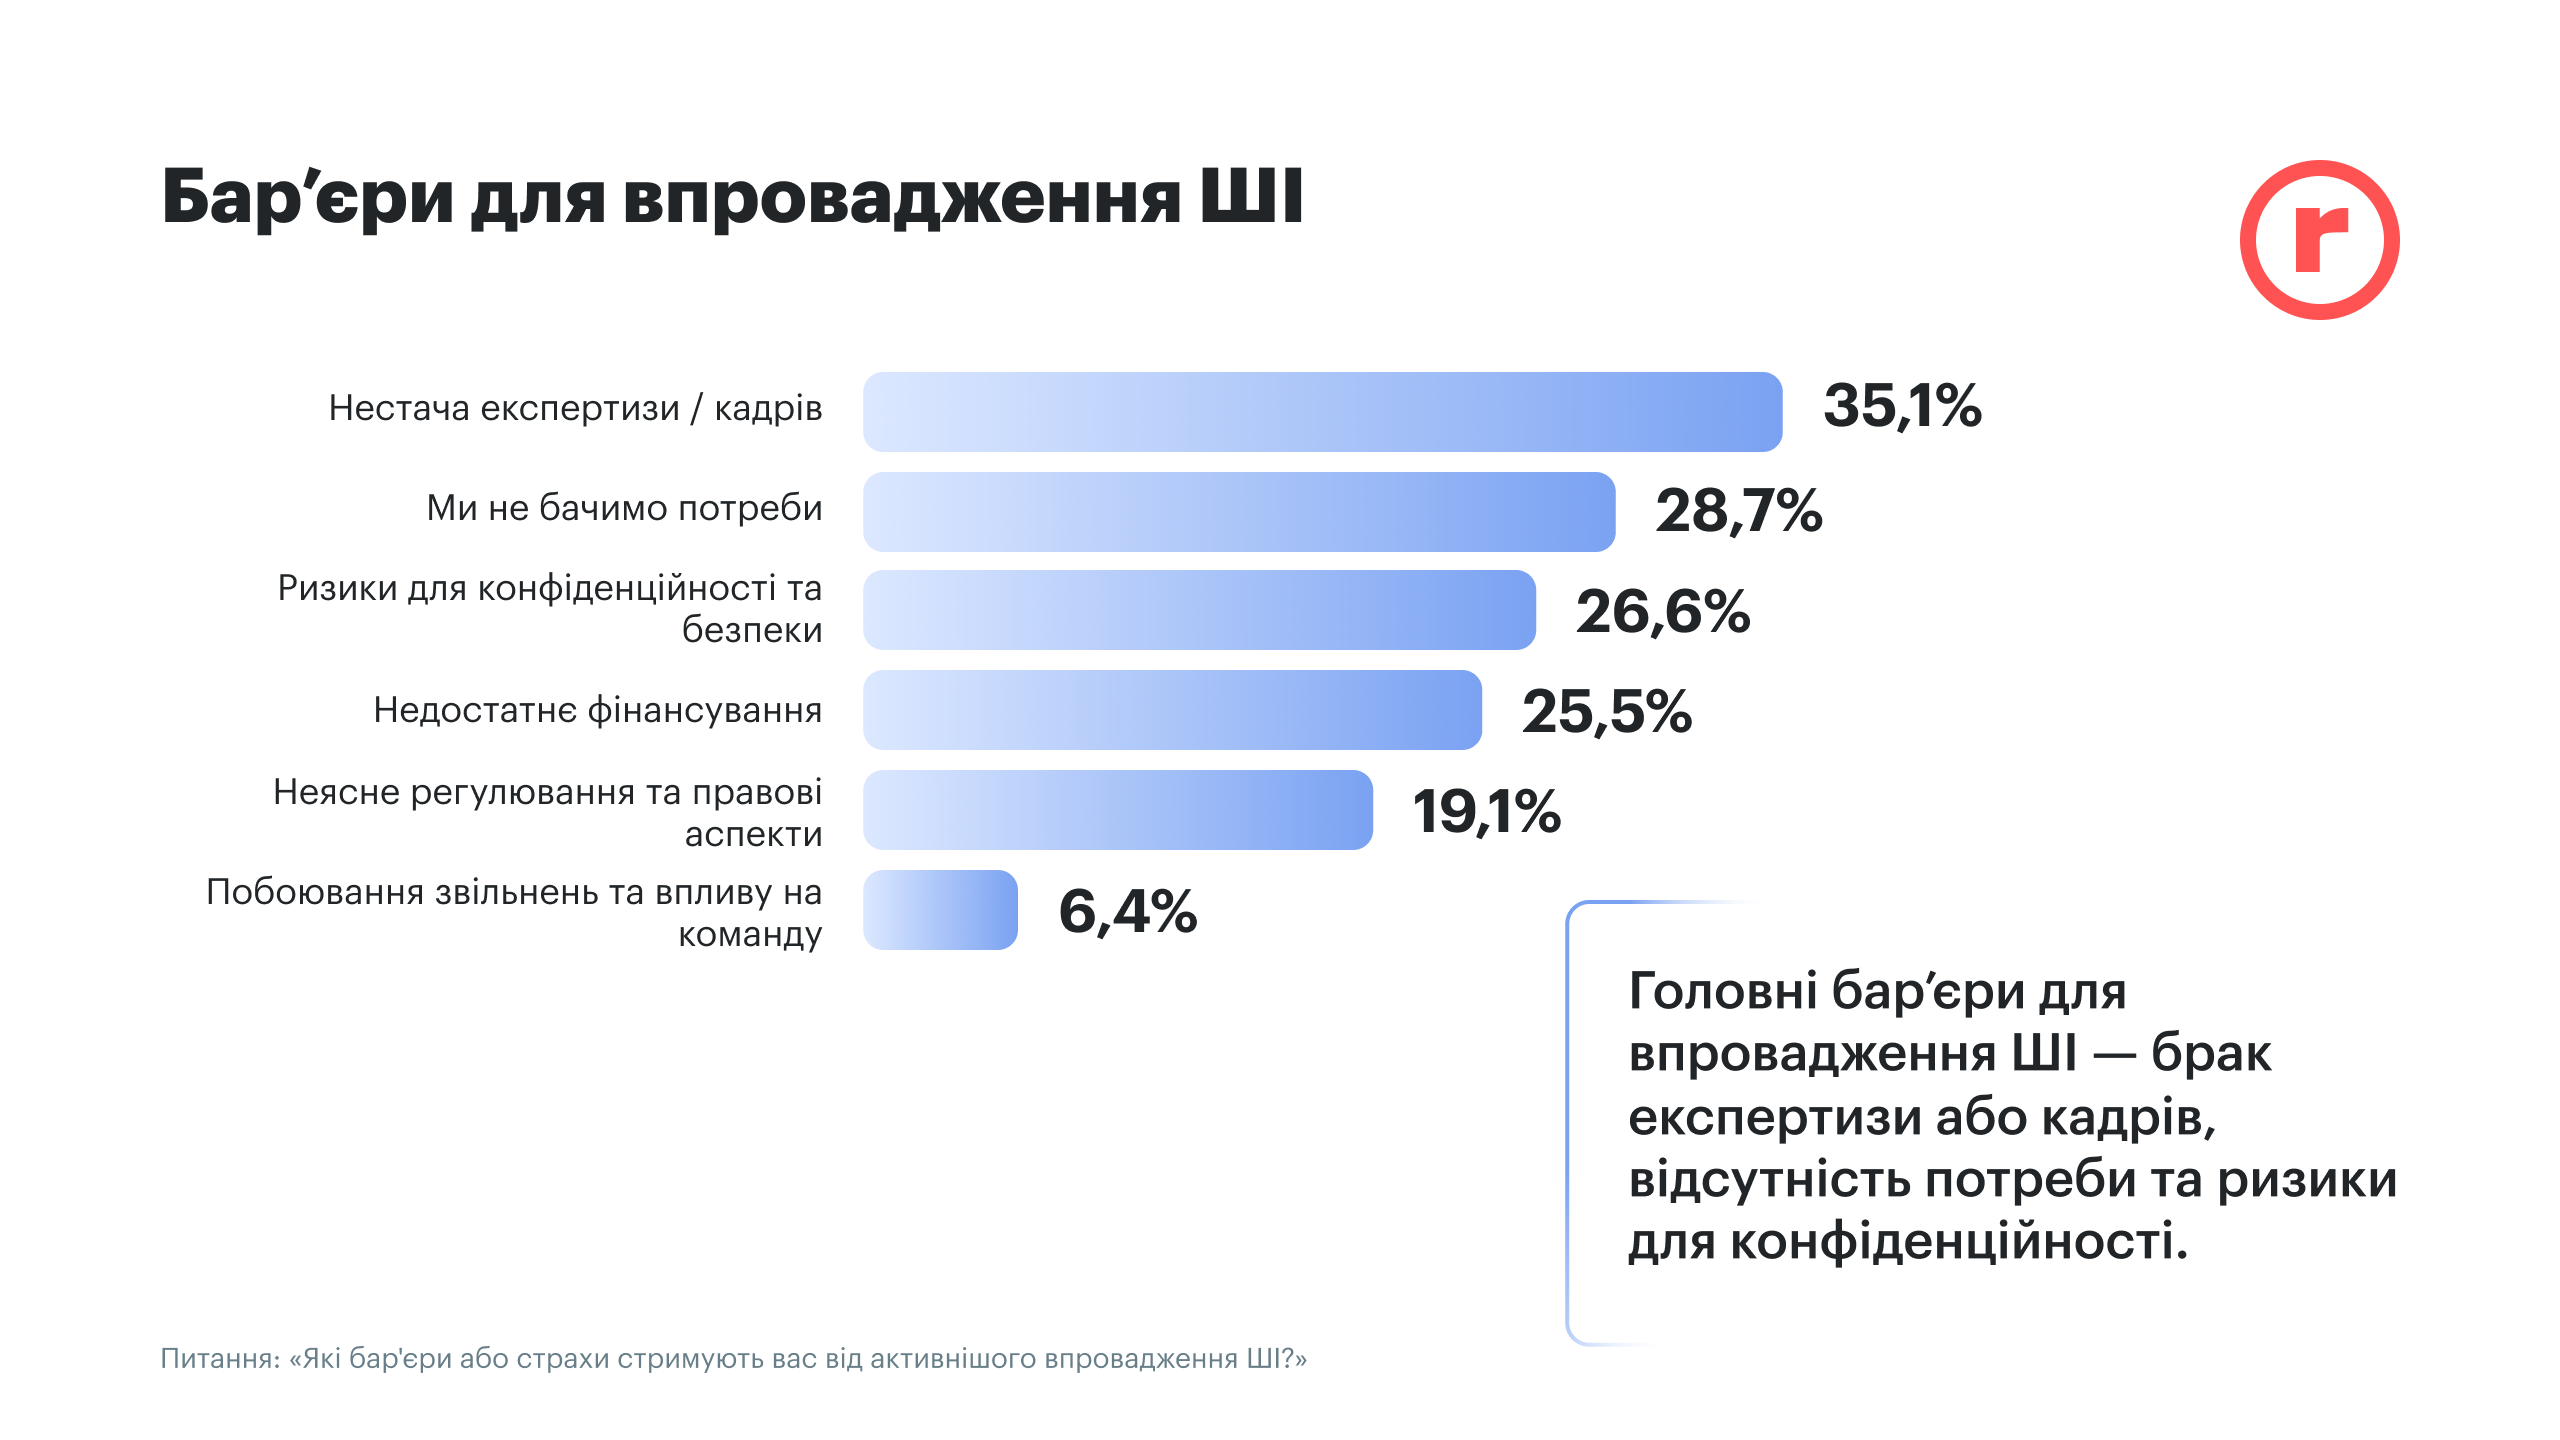 Бар’єри для впровадження ШІ
r
Нестача експертизи / кадрів
35,1%
Ми не бачимо потреби
28,7%
Ризики для конфіденційності та
безпеки
26,6%
Недостатнє фінансування
25,5%
Неясне регулювання та правові
аспекти
19,1%
Побоювання звільнень та впливу на
команду
6,4%
Головні бар’єри для
впровадження ШІ — брак
експертизи або кадрів,
відсутність потреби та ризики
для конфіденційності.
Питання: «Які бар'єри або страхи стримують вас від активнішого впровадження ШІ?»